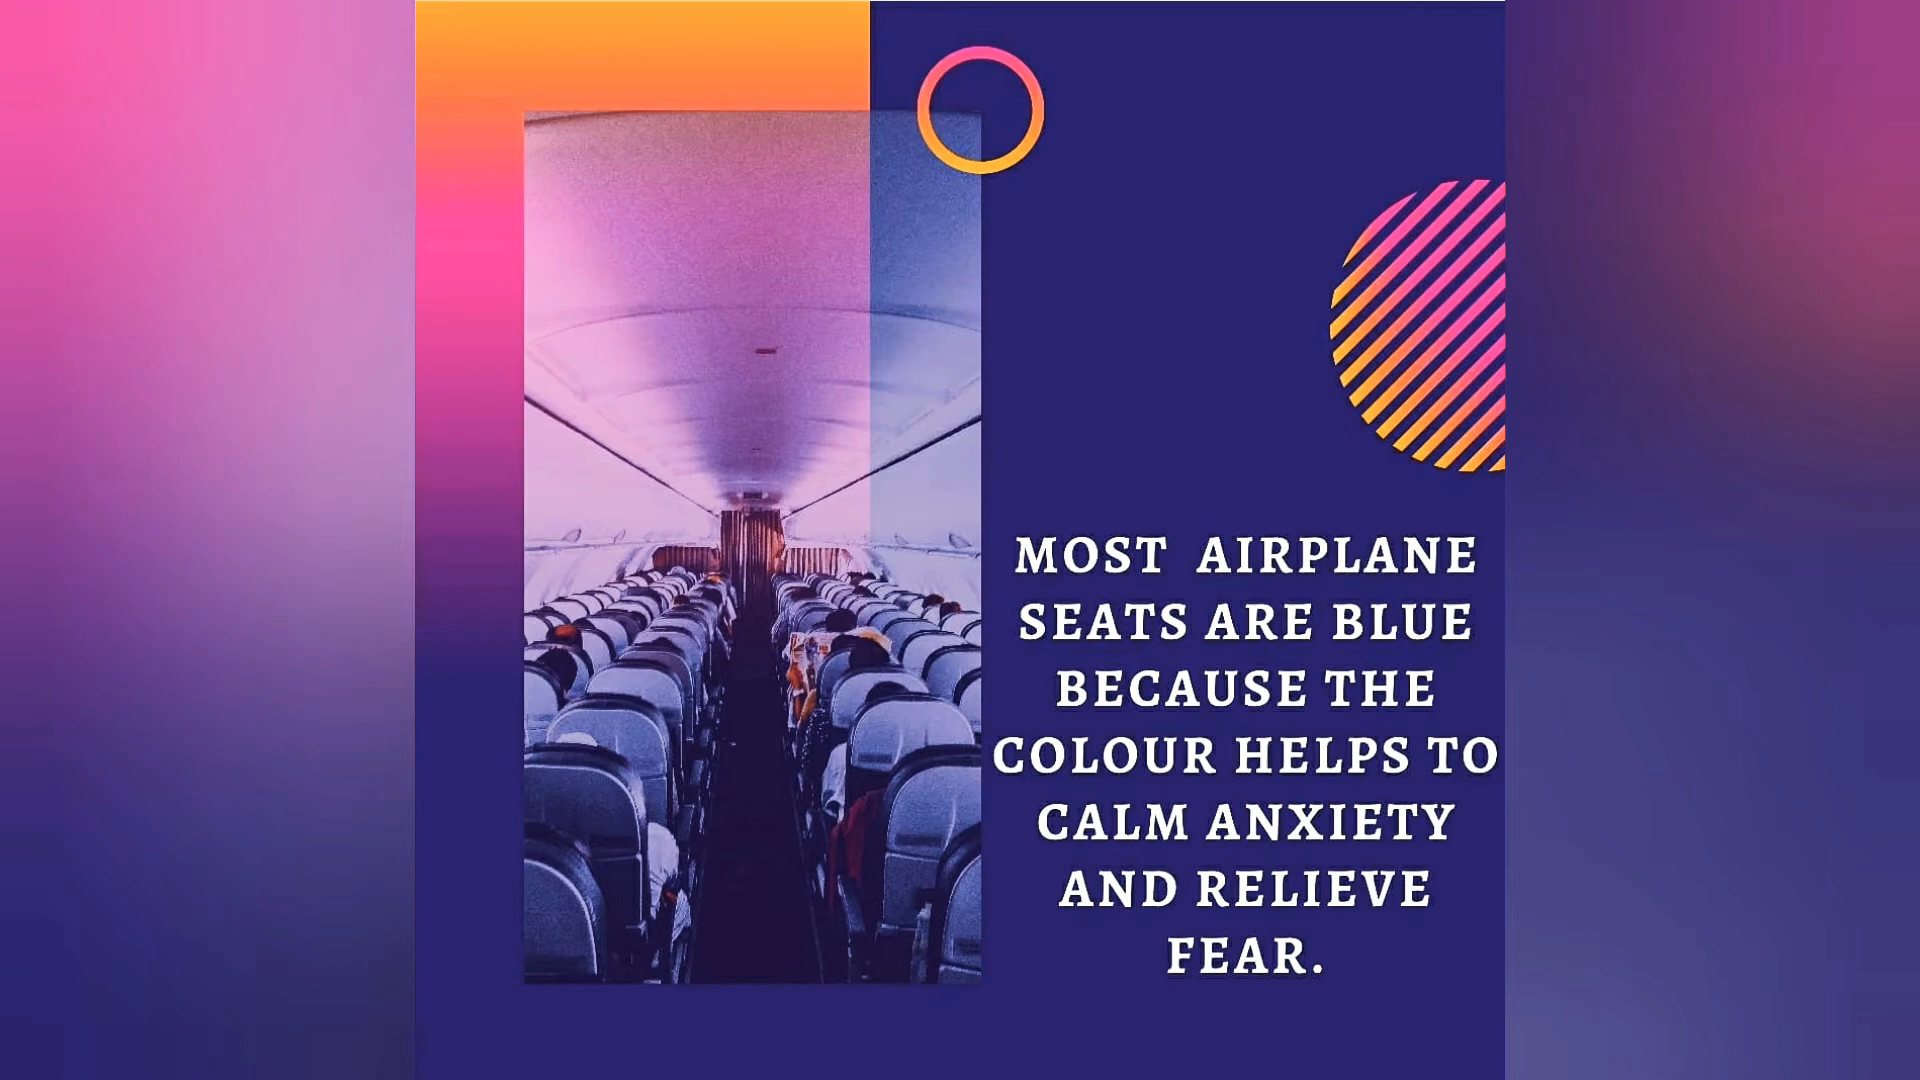 MOST AIRPLANE
SEATS ARE BLUE
BECAUSE THE
COLOUR HELPS TO
CALM ANXIETY
AND RELIEVE
FEAR.